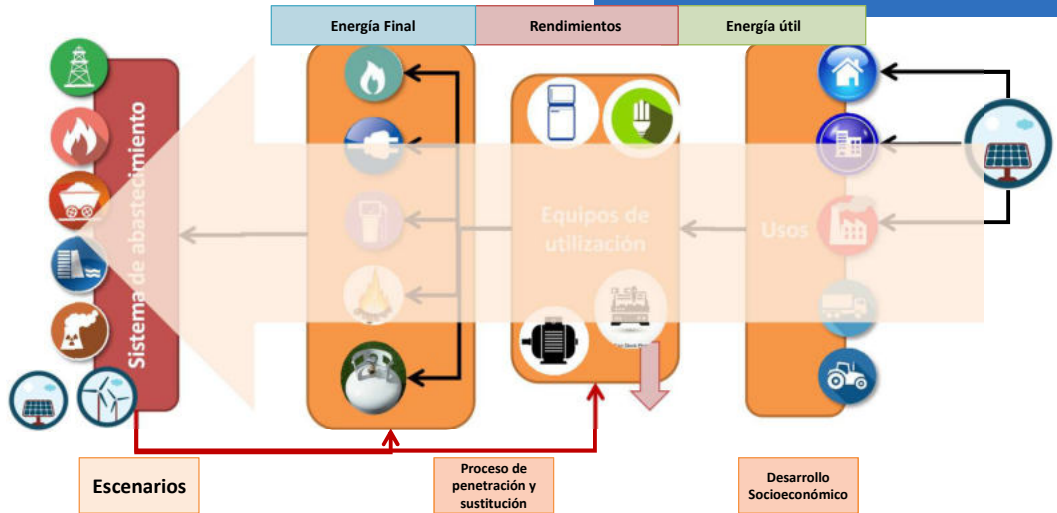 Energía Final
Rendimientos
Energía útil
Sistema de abastecimiento
Equipos de
utilización
Usos
Escenarios
Proceso de
penetración y
sustitución
Desarrollo
Socioeconómico